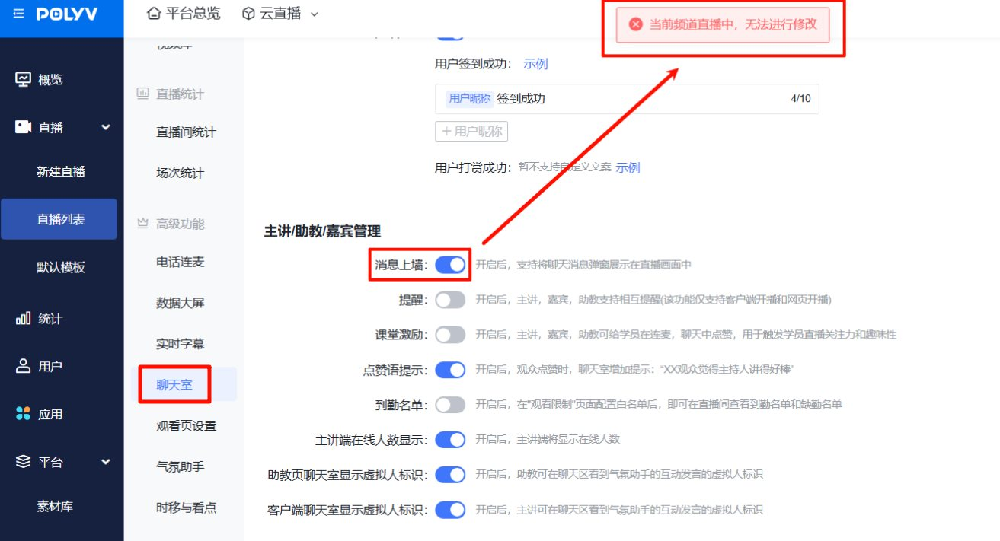 POLYV
平台总览
云直播
当前频道直播中，无法进行修改
概览
直播
新建直播
直播列表
默认模板
统计
用户
应用
平台
素材库
直播统计
直播间统计
场次统计
高级功能
电话连麦
数据大屏
实时字幕
聊天室
观看页设置
气氛助手
时移与看点
用户签到成功： 示例
用户昵称 签到成功 4/10
+ 用户昵称
用户打赏成功： 暂不支持自定义文案 示例
主讲/助教/嘉宾管理
消息上墙： 开启后，支持将聊天消息弹窗展示在直播画面中
提醒： 开启后，主讲，嘉宾，助教支持相互提醒(该功能仅支持客户端开播和网页开播)
课堂激励： 开启后，主讲，嘉宾，助教可给学员在连麦，聊天中点赞，用于触发学员直播关注力和趣味性
点赞语提示： 开启后，观众点赞时，聊天室增加提示：“XX观众觉得主持人讲得好棒”
到勤名单： 开启后，在"观看限制"页面配置白名单后，即可在直播间查看到勤名单和缺勤名单
主讲端在线人数显示： 开启后，主讲端将显示在线人数
助教页聊天室显示虚拟人标识： 开启后，助教可在聊天区看到气氛助手的互动发言的虚拟人标识
客户端聊天室显示虚拟人标识： 开启后，主讲可在聊天区看到气氛助手的互动发言的虚拟人标识